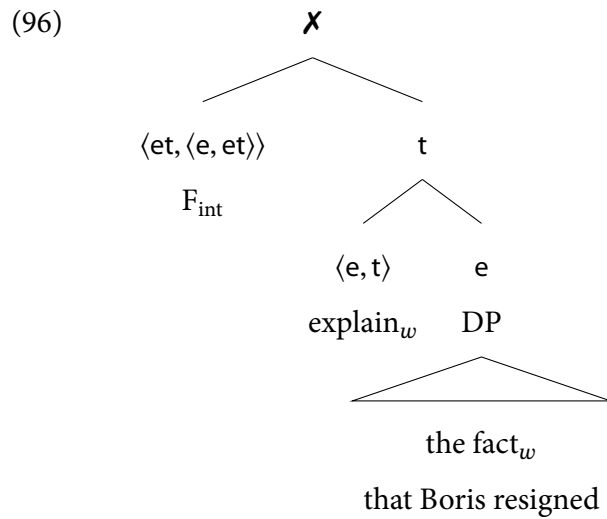 (96) ✗
⟨et, ⟨e, et⟩⟩ t
F_int
⟨e, t⟩ e
explain_w DP
the fact_w
that Boris resigned